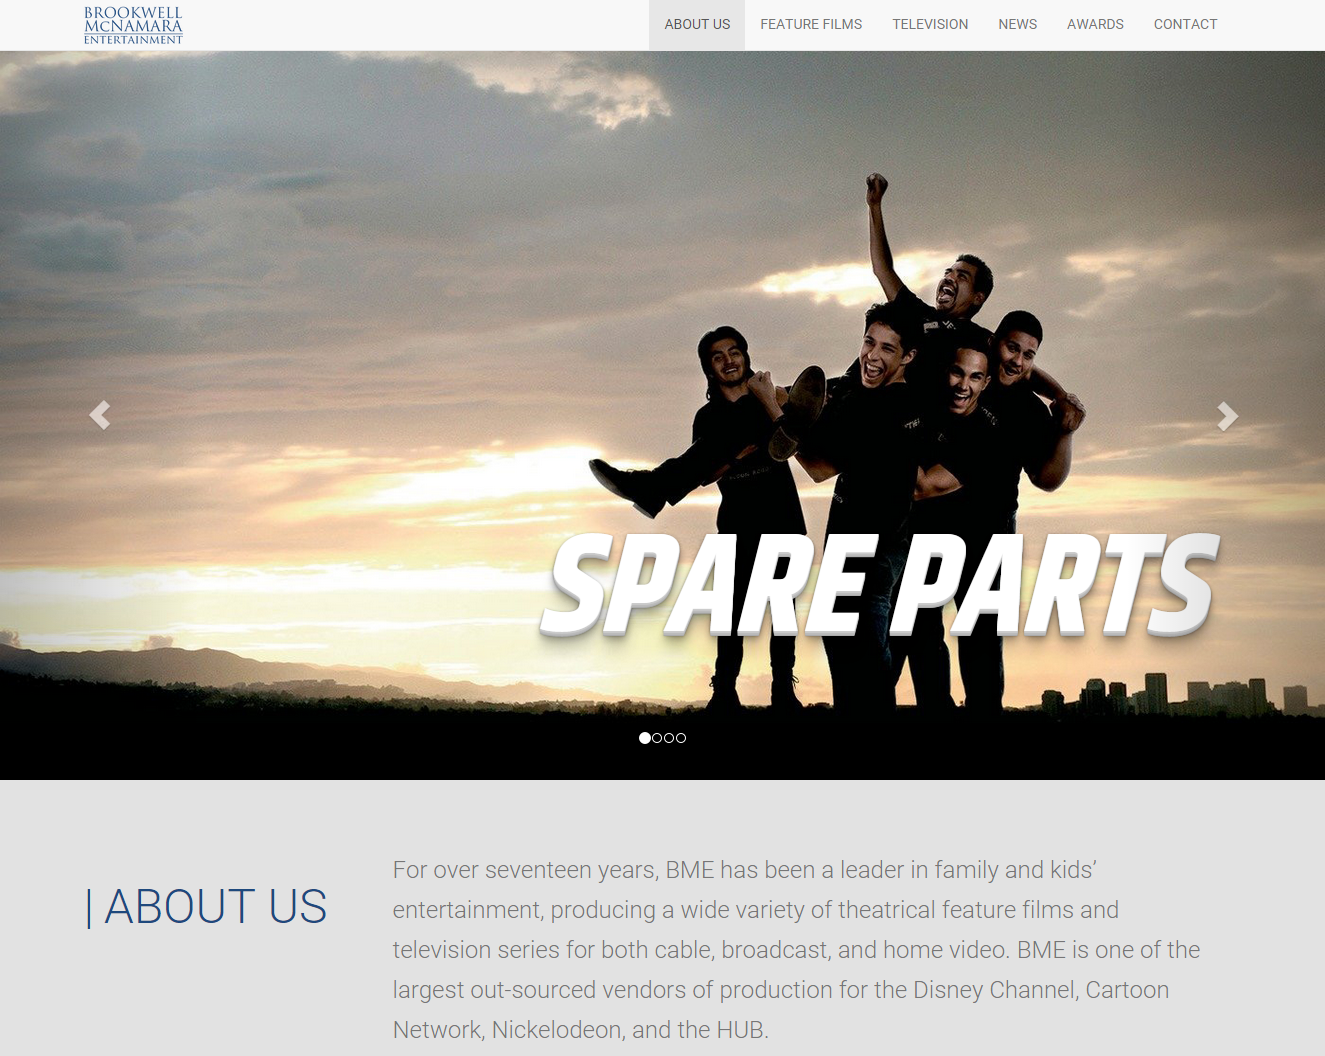 BROOKWELL
MCNAMARA
ENTERTAINMENT
ABOUT US
FEATURE FILMS
TELEVISION
NEWS
AWARDS
CONTACT
SPARE PARTS
| ABOUT US
For over seventeen years, BME has been a leader in family and kids’
entertainment, producing a wide variety of theatrical feature films and
television series for both cable, broadcast, and home video. BME is one of the
largest out-sourced vendors of production for the Disney Channel, Cartoon
Network, Nickelodeon, and the HUB.